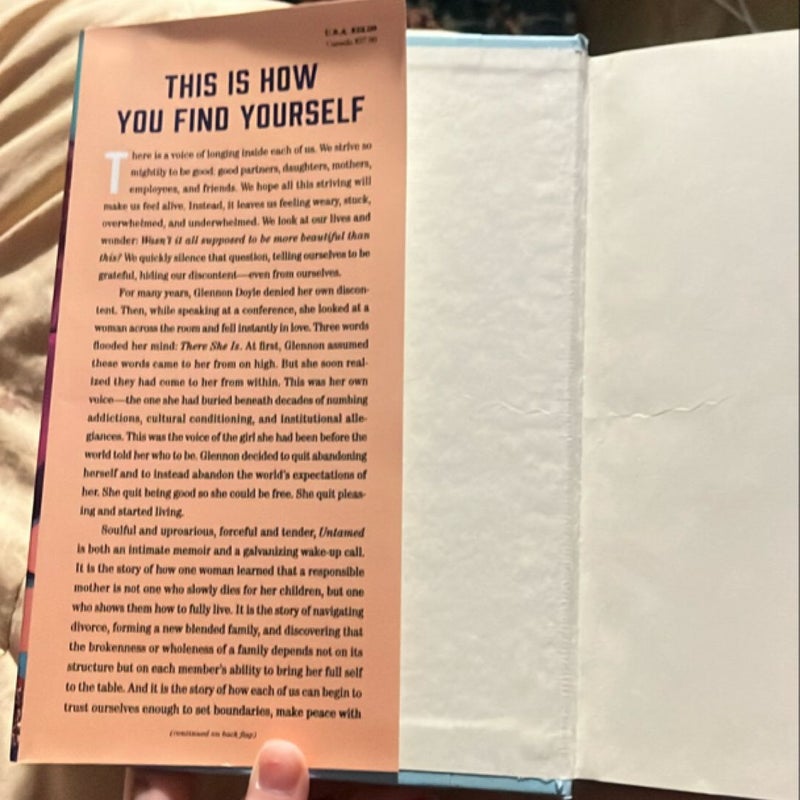 U.S.A. $28.00
Canada $37.00
THIS IS HOW
YOU FIND YOURSELF
There is a voice of longing inside each of us. We strive so
mightily to be good: good partners, daughters, mothers,
employees, and friends. We hope all this striving will
make us feel alive. Instead, it leaves us feeling weary, stuck,
overwhelmed, and underwhelmed. We look at our lives and
wonder: Wasn't it all supposed to be more beautiful than
this? We quickly silence that question, telling ourselves to be
grateful, hiding our discontent—even from ourselves.
For many years, Glennon Doyle denied her own discon-
tent. Then, while speaking at a conference, she looked at a
woman across the room and fell instantly in love. Three words
flooded her mind: There She Is. At first, Glennon assumed
these words came to her from on high. But she soon real-
ized they had come to her from within. This was her own
voice—the one she had buried beneath decades of numbing
addictions, cultural conditioning, and institutional alle-
giances. This was the voice of the girl she had been before the
world told her who to be. Glennon decided to quit abandoning
herself and to instead abandon the world's expectations of
her. She quit being good so she could be free. She quit pleas-
ing and started living.
Soulful and uproarious, forceful and tender, Untamed
is both an intimate memoir and a galvanizing wake-up call.
It is the story of how one woman learned that a responsible
mother is not one who slowly dies for her children, but one
who shows them how to fully live. It is the story of navigating
divorce, forming a new blended family, and discovering that
the brokenness or wholeness of a family depends not on its
structure but on each member's ability to bring her full self
to the table. And it is the story of how each of us can begin to
trust ourselves enough to set boundaries, make peace with
(continued on back flap)